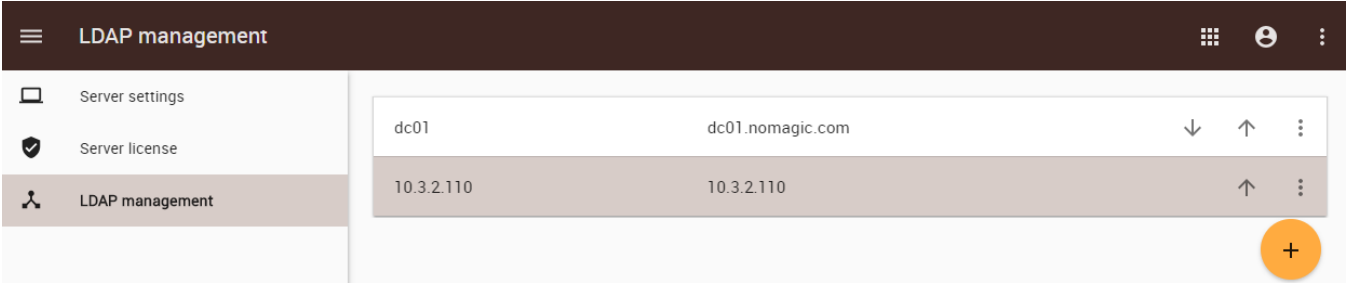 LDAP management
Server settings
Server license
LDAP management
dc01 dc01.nomagic.com
10.3.2.110 10.3.2.110